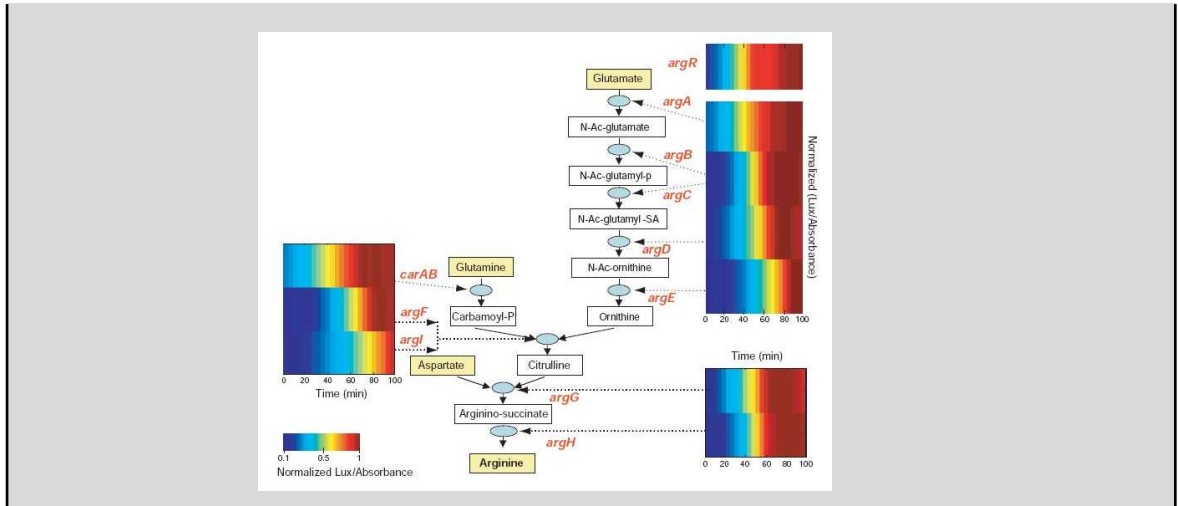 argR
Glutamate
argA
N-Ac-glutamate
argB
N-Ac-glutamyl-p
argC
N-Ac-glutamyl -SA
argD
N-Ac-ornithine
argE
Ornithine
Normalized (Lux/Absorbance)
0 20 40 60 80 100
Time (min)
carAB
Glutamine
argF
Carbamoyl-P
argI
Aspartate
Citrulline
0 20 40 60 80 100
Time (min)
argG
Arginino-succinate
argH
Arginine
0 20 40 60 80 100
0.1 0.5 1
Normalized Lux/Absorbance